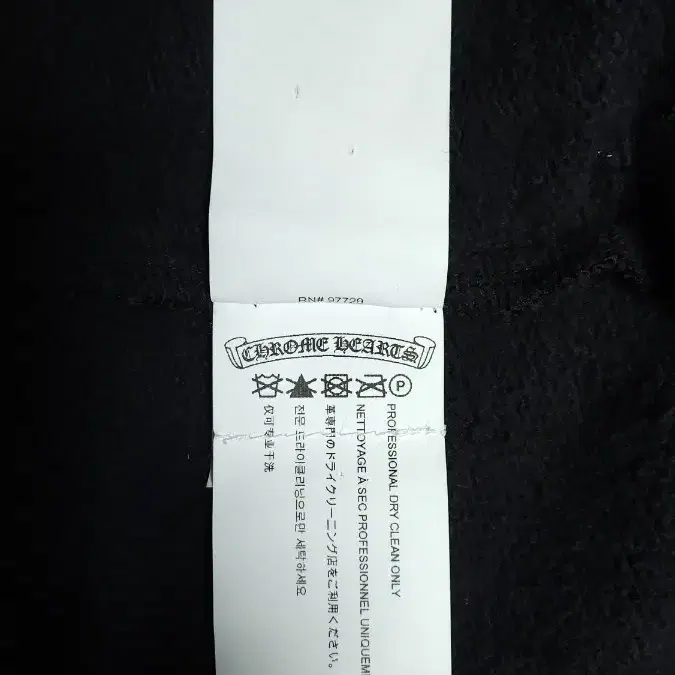 RN# 97729
CHROME HEARTS
P
PROFESSIONAL DRY CLEAN ONLY
NETTOYAGE À SEC PROFESSIONNEL UNIQUEM
革専門のドライクリーニング店をご利用ください。
전문 드라이클리닝으로만 세탁하세요
仅可专业干洗